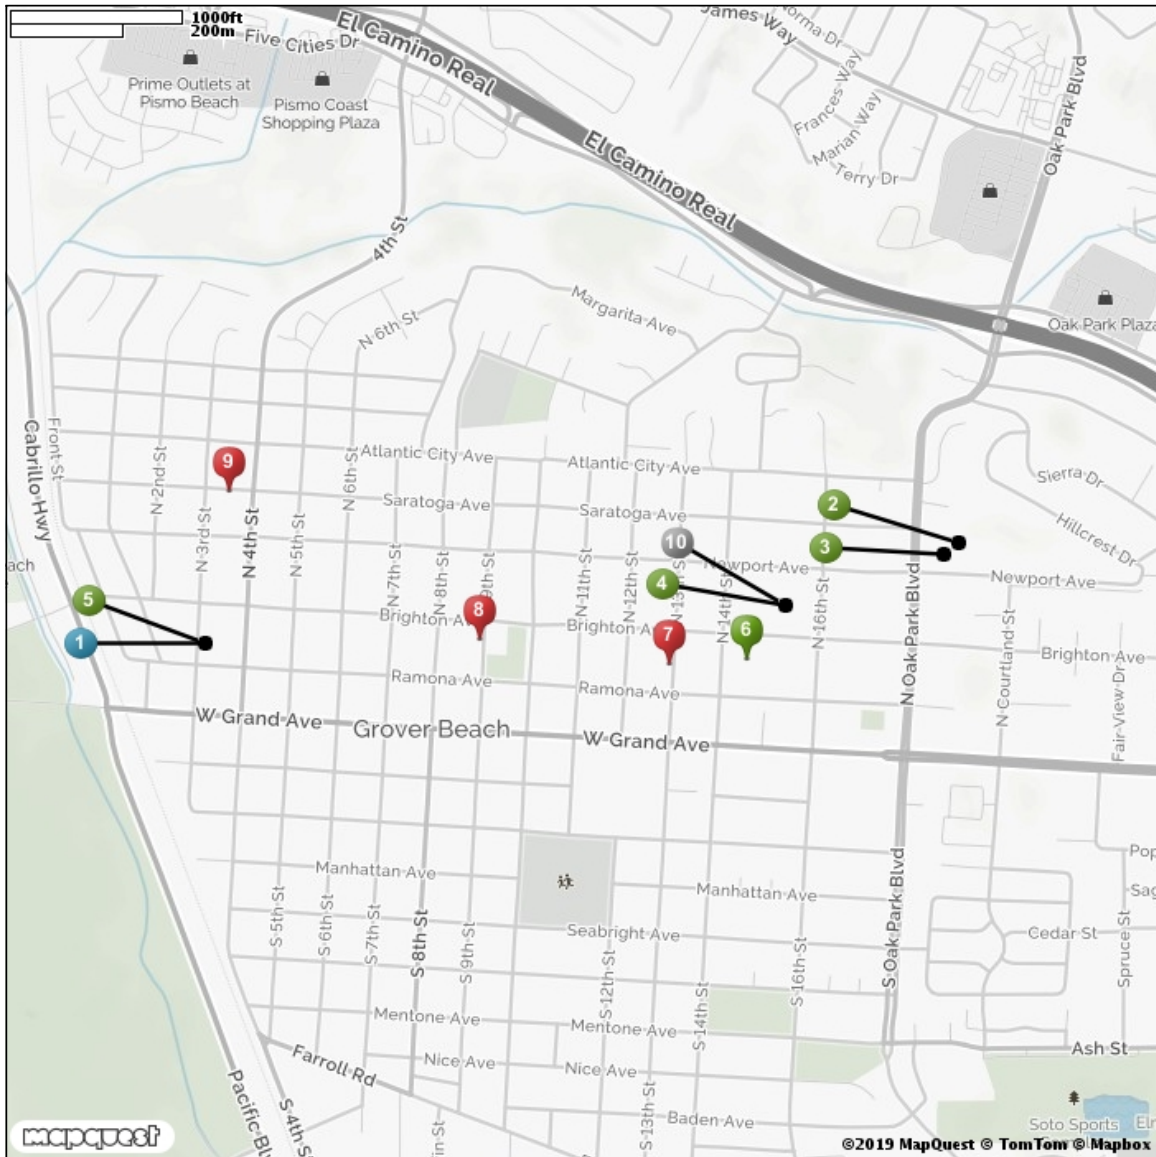 1000ft
200m
Five Cities Dr
El Camino Real
James Way
Norma Dr
Prime Outlets at
Pismo Beach
Pismo Coast
Shopping Plaza
Frances Way
Marian Way
Terry Dr
Oak Park Blvd
El Camino Real
4th St
Margarita Ave
N 6th St
Oak Park Plaza
Cabrillo Hwy
Front St
N 2nd St
N 3rd St
N 4th St
N 5th St
N 6th St
Atlantic City Ave
Atlantic City Ave
Saratoga Ave
Saratoga Ave
Sierra Dr
Hillcrest Dr
9
2
3
10
4
5
1
8
7
6
ach
N 7th St
N 8th St
9th St
N 11th St
N 12th St
N 13th S
N 14th St
N 16th St
Newport Ave
Newport Ave
N Oak Park Blvd
N Courtland St
Brighton A
Brighton A
Brighton Ave
Fair View Dr
Ramona Ave
Ramona Ave
W Grand Ave
Grover Beach
W Grand Ave
Manhattan Ave
Manhattan Ave
Pop
Sag
S 5th St
S 6th St
S 7th St
S 8th St
S 9th St
Seabright Ave
S 12th St
S 14th St
S 16th St
S Oak Park Blvd
Cedar St
Spruce St
Mentone Ave
Mentone Ave
Ash St
Farroll Rd
Nice Ave
Nice Ave
Pacific Blv
S 4th S
in St
S 13th St
Baden Ave
Soto Sports
El
mapquest
©2019 MapQuest © TomTom © Mapbox